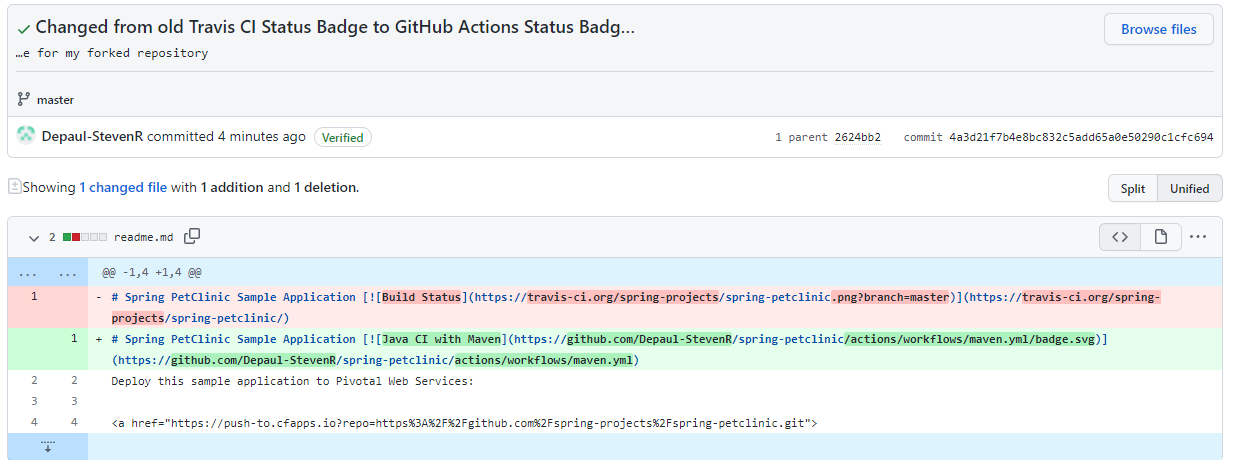 Changed from old Travis CI Status Badge to GitHub Actions Status Badg…
Browse files
…e for my forked repository
master
Depaul-StevenR committed 4 minutes ago Verified
1 parent 2624bb2 commit 4a3d21f7b4e8bc832c5add65a0e50290c1cfc694
Showing 1 changed file with 1 addition and 1 deletion.
Split Unified
2 readme.md
... ... @@ -1,4 +1,4 @@
1 - # Spring PetClinic Sample Application [![Build Status](https://travis-ci.org/spring-projects/spring-petclinic.png?branch=master)](https://travis-ci.org/spring-
projects/spring-petclinic/)
1 + # Spring PetClinic Sample Application [![Java CI with Maven](https://github.com/Depaul-StevenR/spring-petclinic/actions/workflows/maven.yml/badge.svg)]
(https://github.com/Depaul-StevenR/spring-petclinic/actions/workflows/maven.yml)
2 2 Deploy this sample application to Pivotal Web Services:
3 3
4 4 <a href="https://push-to.cfapps.io?repo=https%3A%2F%2Fgithub.com%2Fspring-projects%2Fspring-petclinic.git">